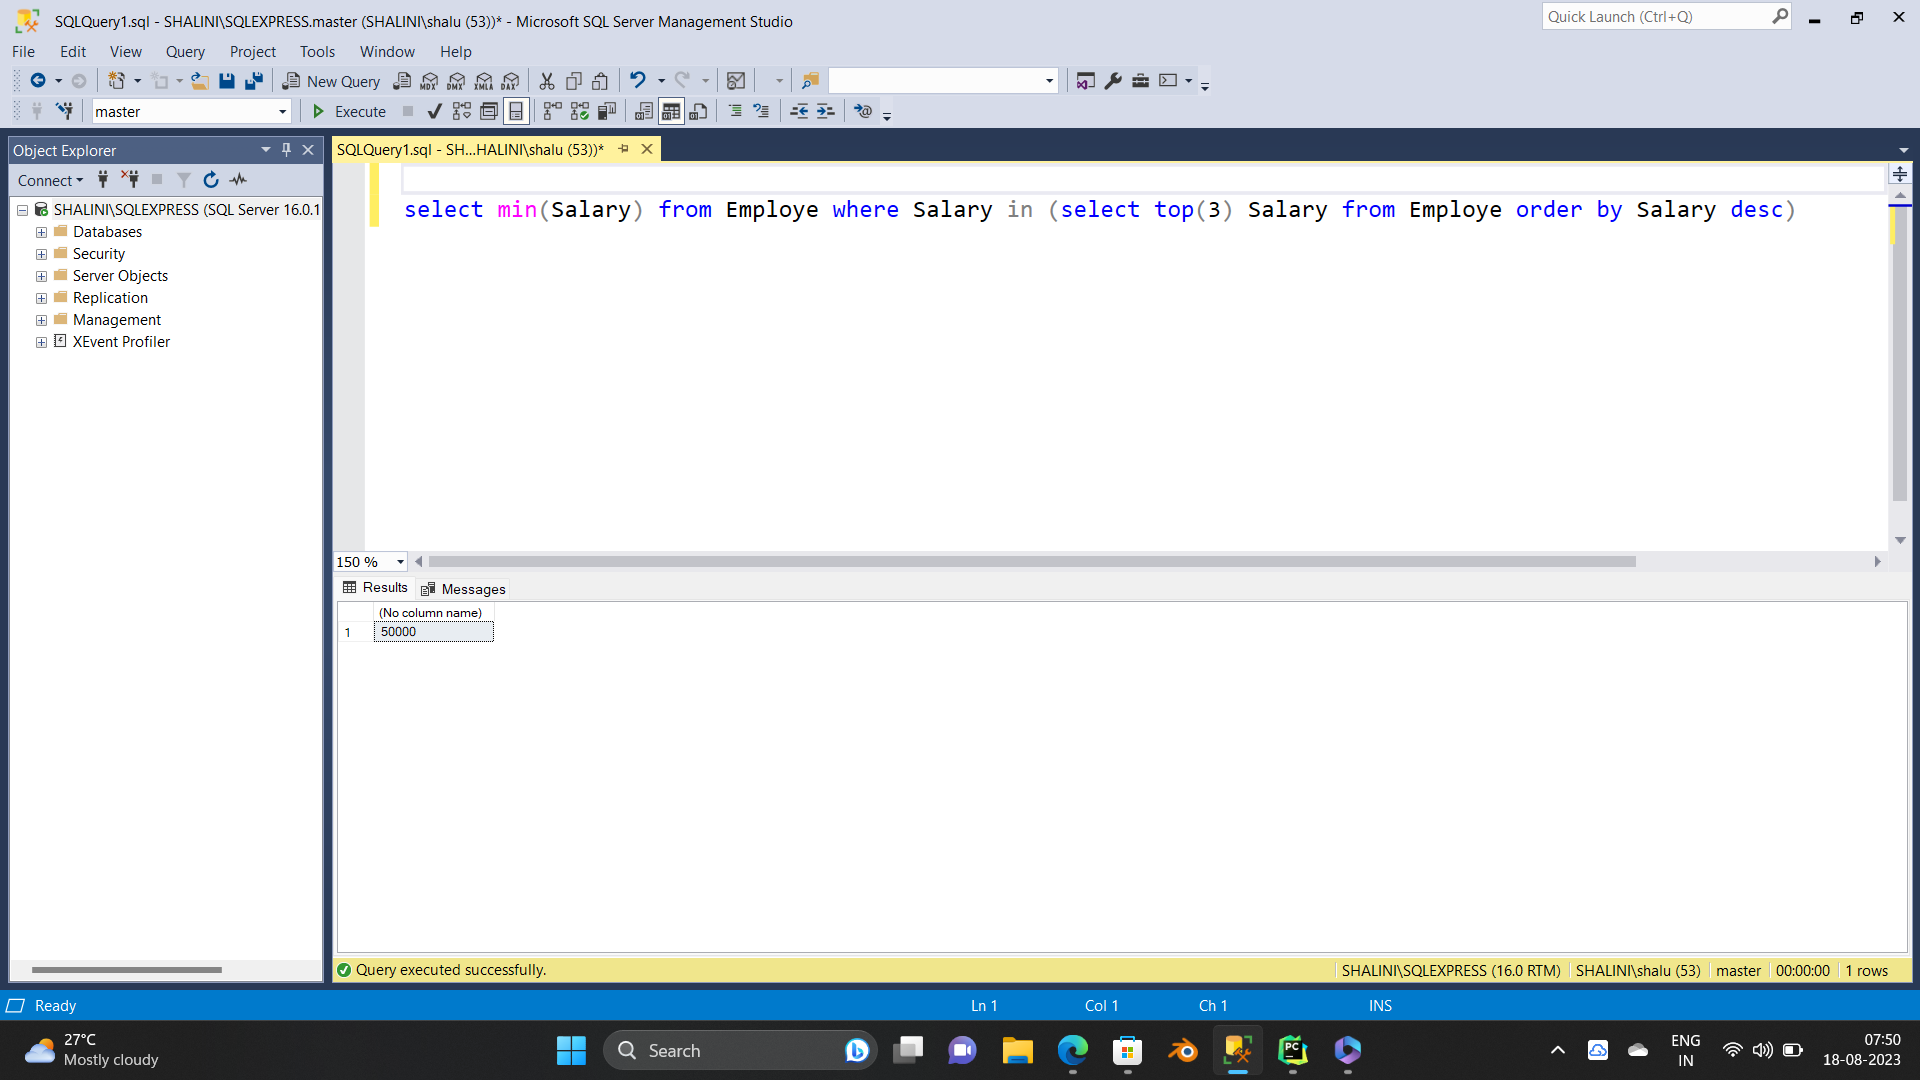 SQLQuery1.sql - SHALINI\SQLEXPRESS.master (SHALINI\shalu (53))* - Microsoft SQL Server Management Studio
Quick Launch (Ctrl+Q)
File Edit View Query Project Tools Window Help
New Query MDX DMX XMLA DAX
master Execute
Object Explorer
SQLQuery1.sql - SH...HALINI\shalu (53))*
Connect
SHALINI\SQLEXPRESS (SQL Server 16.0.1
Databases
Security
Server Objects
Replication
Management
XEvent Profiler
select min(Salary) from Employe where Salary in (select top(3) Salary from Employe order by Salary desc)
150 %
Results Messages
(No column name)
1 50000
Query executed successfully.
SHALINI\SQLEXPRESS (16.0 RTM) SHALINI\shalu (53) master 00:00:00 1 rows
Ready Ln 1 Col 1 Ch 1 INS
27°C
Mostly cloudy
Search
PC
ENG
IN
07:50
18-08-2023